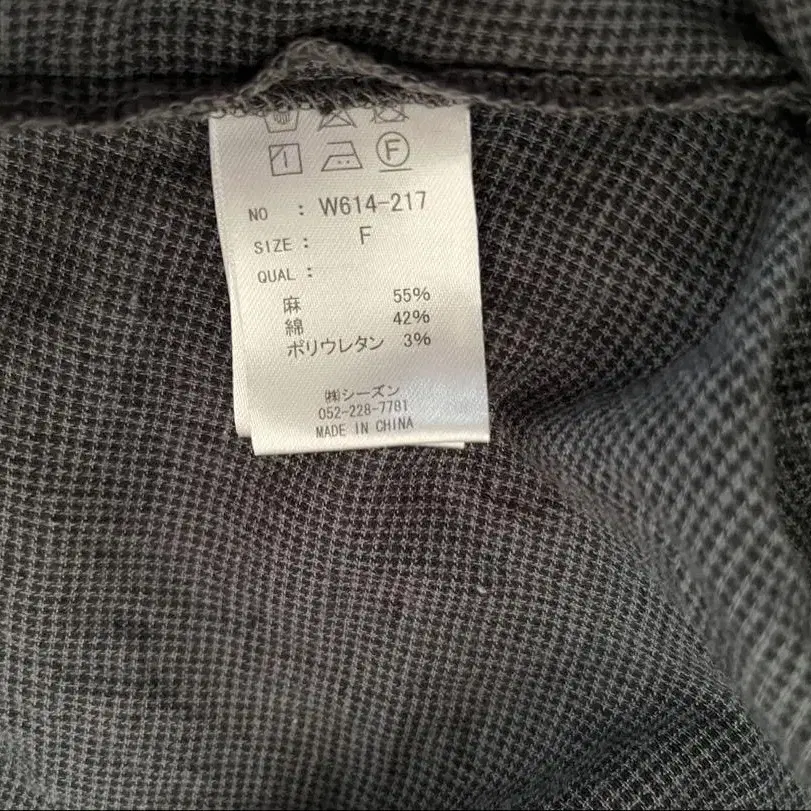 F
NO : W614-217
SIZE : F
QUAL :
麻 55%
綿 42%
ポリウレタン 3%
㈱シーズン
052-228-7781
MADE IN CHINA